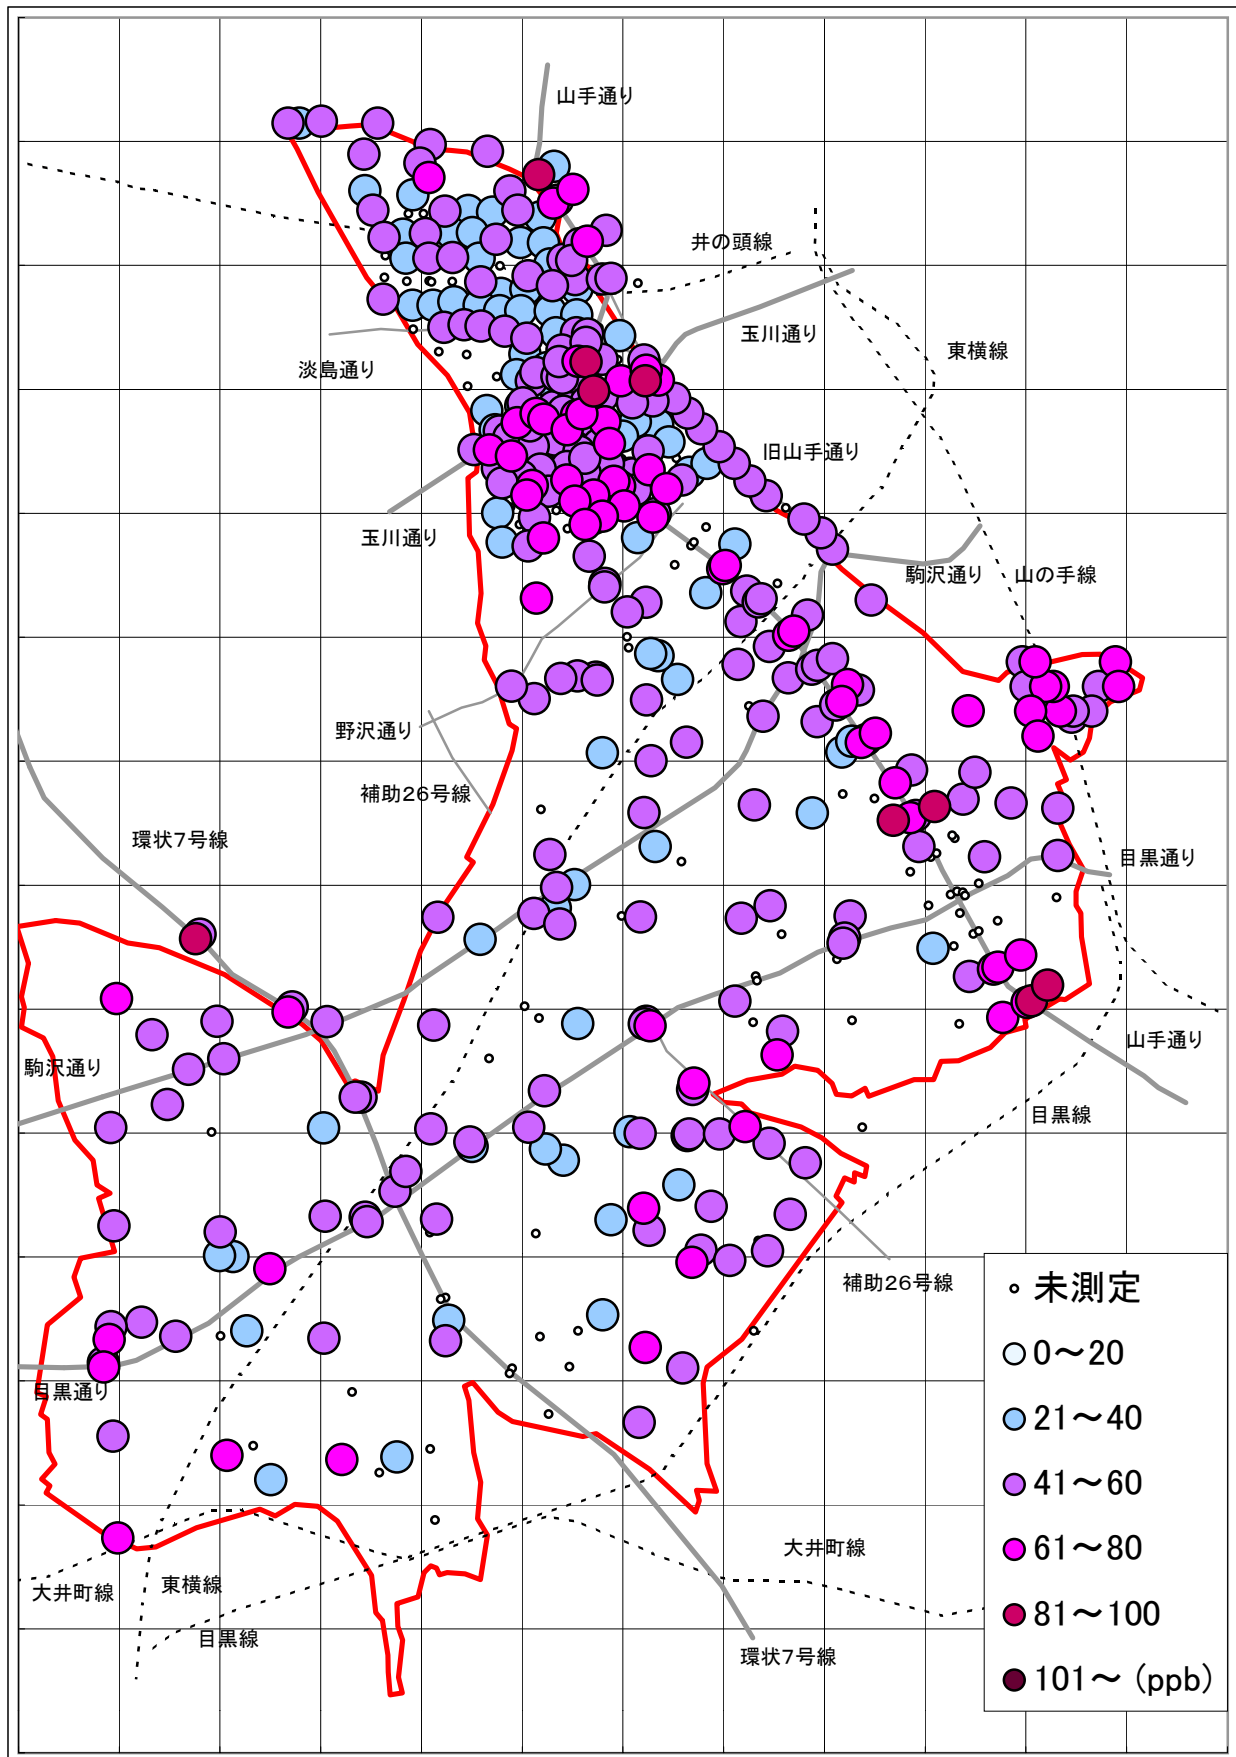 山手通り
井の頭線
玉川通り
東横線
淡島通り
旧山手通り
玉川通り
駒沢通り
山の手線
野沢通り
補助26号線
環状7号線
目黒通り
駒沢通り
山手通り
目黒線
補助26号線
目黒通り
大井町線
東横線
大井町線
目黒線
環状7号線
未測定
0～20
21～40
41～60
61～80
81～100
101～ (ppb)